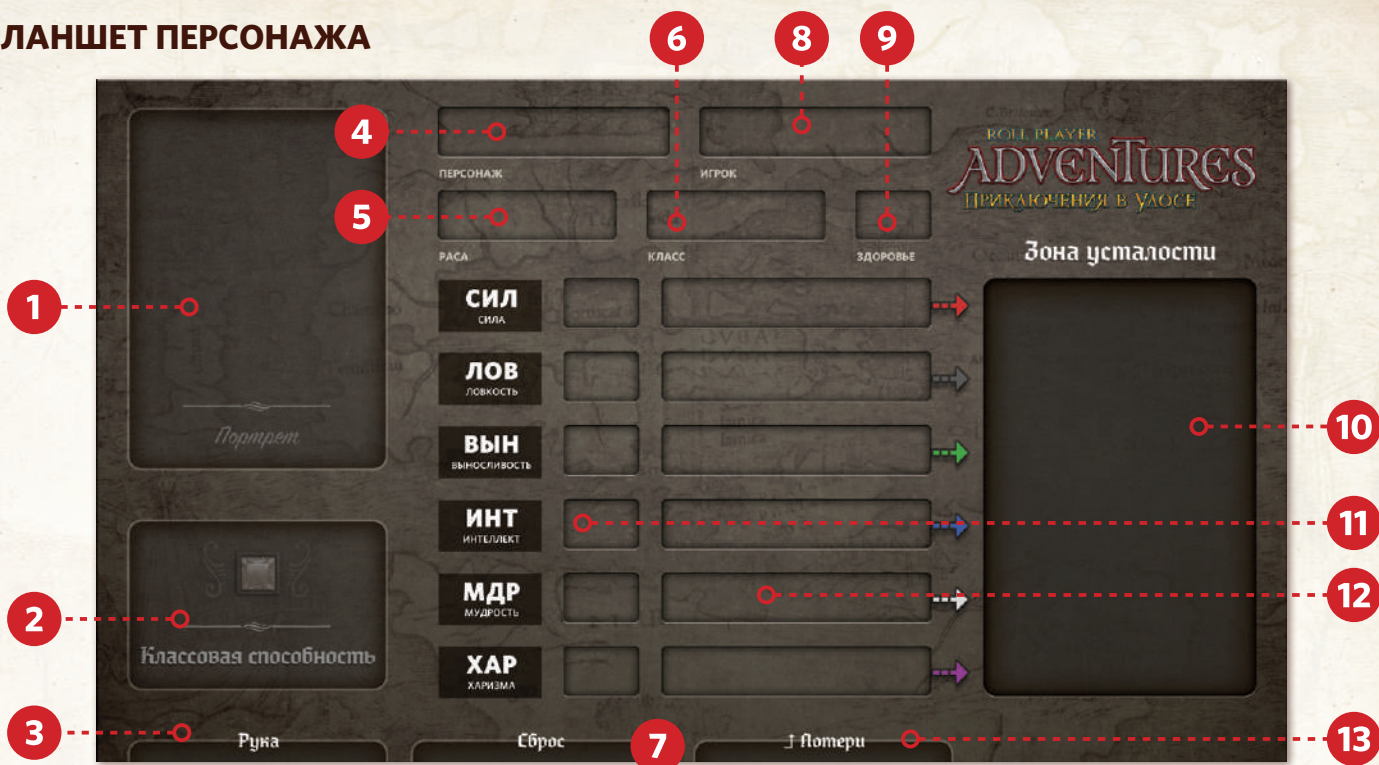 ЛАНШЕТ ПЕРСОНАЖА
6
8
9
4
ПЕРСОНАЖ
ИГРОК
ROLL PLAYER
ADVENTURES
ПРИКЛЮЧЕНИЯ В УЛОСЕ
5
РАСА
КЛАСС
ЗДОРОВЬЕ
Зона усталости
1
СИЛ
СИЛА
ЛОВ
ЛОВКОСТЬ
Портрет
10
ВЫН
ВЫНОСЛИВОСТЬ
ИНТ
ИНТЕЛЛЕКТ
11
МДР
МУДРОСТЬ
12
2
Классовая способность
ХАР
ХАРИЗМА
3
Рука
Сброс
7
Потери
13